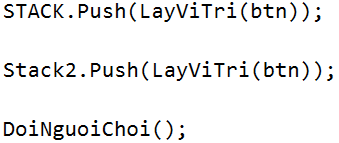 STACK.Push(LayViTri(btn));
Stack2.Push(LayViTri(btn));
DoiNguoiChoi();